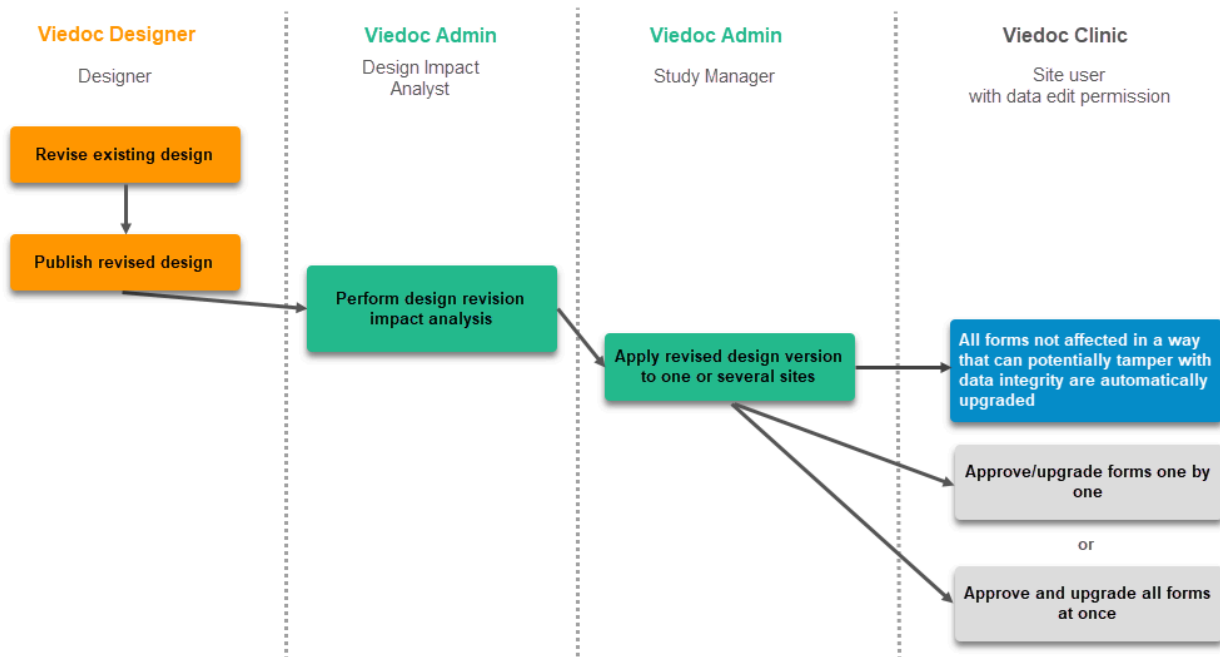 Viedoc Designer
Designer
Viedoc Admin
Design Impact
Analyst
Viedoc Admin
Study Manager
Viedoc Clinic
Site user
with data edit permission
Revise existing design
Publish revised design
Perform design revision
impact analysis
Apply revised design version
to one or several sites
All forms not affected in a way
that can potentially tamper with
data integrity are automatically
upgraded
Approve/upgrade forms one by
one
or
Approve and upgrade all forms
at once